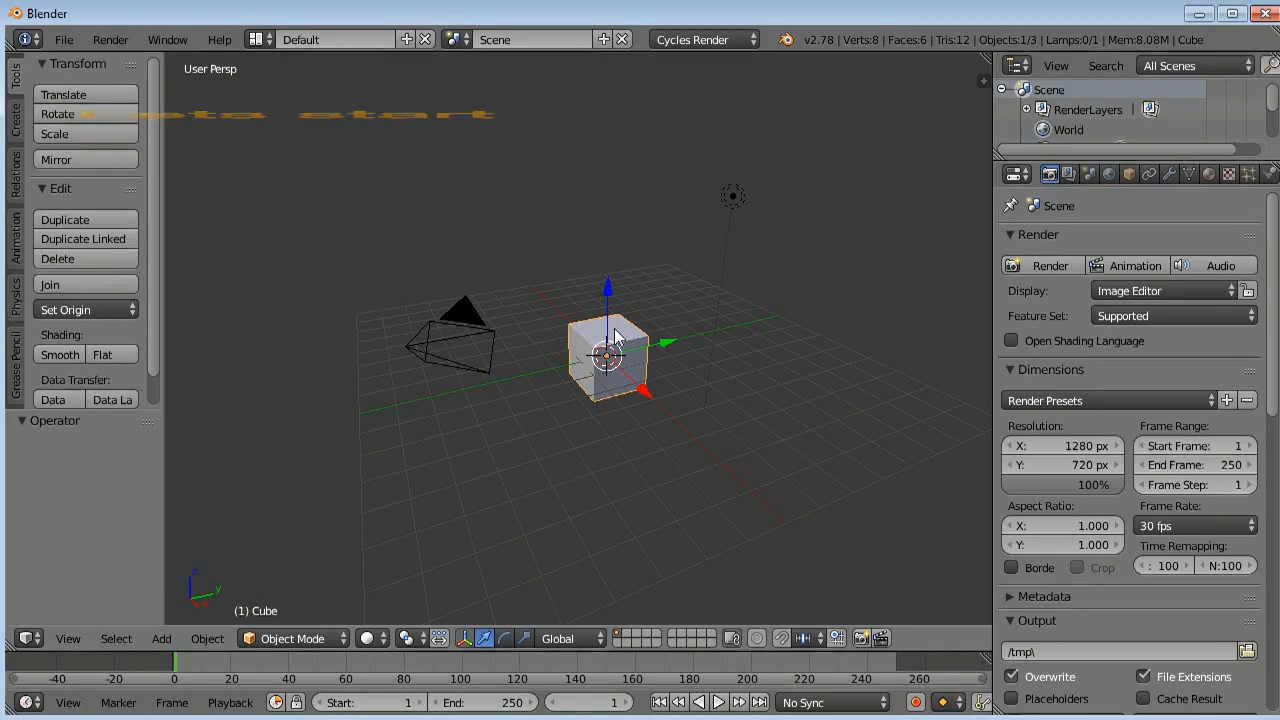 Blender
File Render Window Help Default Scene Cycles Render v2.78 | Verts:8 | Faces:6 | Tris:12 | Objects:1/3 | Lamps:0/1 | Mem:8.08M | Cube
Tools
Create
Relations
Animation
Physics
Grease Pencil
Transform
Translate
Rotate
Scale
Mirror
Edit
Duplicate
Duplicate Linked
Delete
Join
Set Origin
Shading:
Smooth Flat
Data Transfer:
Data Data La
Operator
User Persp
start
z
y
x
(1) Cube
View Select Add Object Object Mode Global
-40 -20 0 20 40 60 80 100 120 140 160 180 200 220 240 260
View Marker Frame Playback Start: 1 End: 250 1 No Sync
View Search All Scenes
Scene
RenderLayers |
World
Scene
Render
Render Animation Audio
Display: Image Editor
Feature Set: Supported
Open Shading Language
Dimensions
Render Presets
Resolution: Frame Range:
X: 1280 px Start Frame: 1
Y: 720 px End Frame: 250
100% Frame Step: 1
Aspect Ratio: Frame Rate:
X: 1.000 30 fps
Y: 1.000 Time Remapping:
Borde Crop : 100 N:100
Metadata
Output
/tmp\
Overwrite File Extensions
Placeholders Cache Result